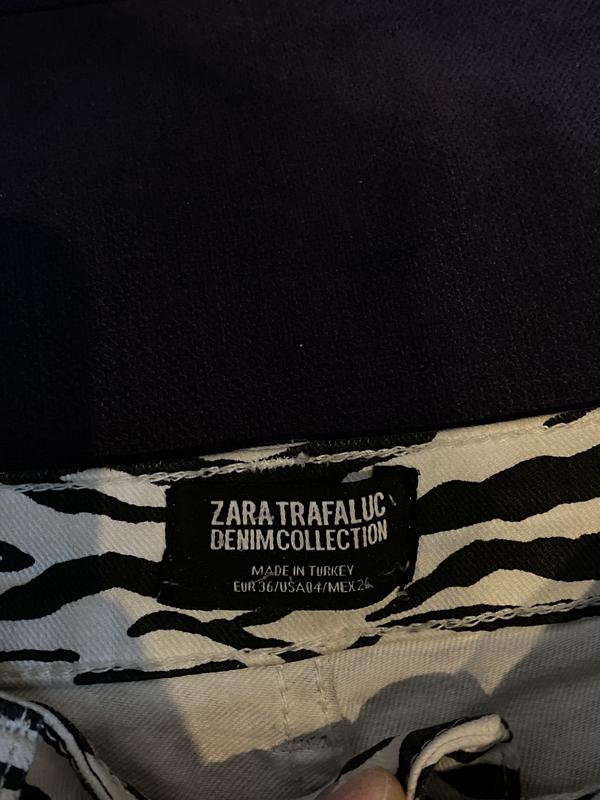 ZARA TRAFALUC
DENIM COLLECTION
MADE IN TURKEY
EUR 36/USA 04/MEX 26